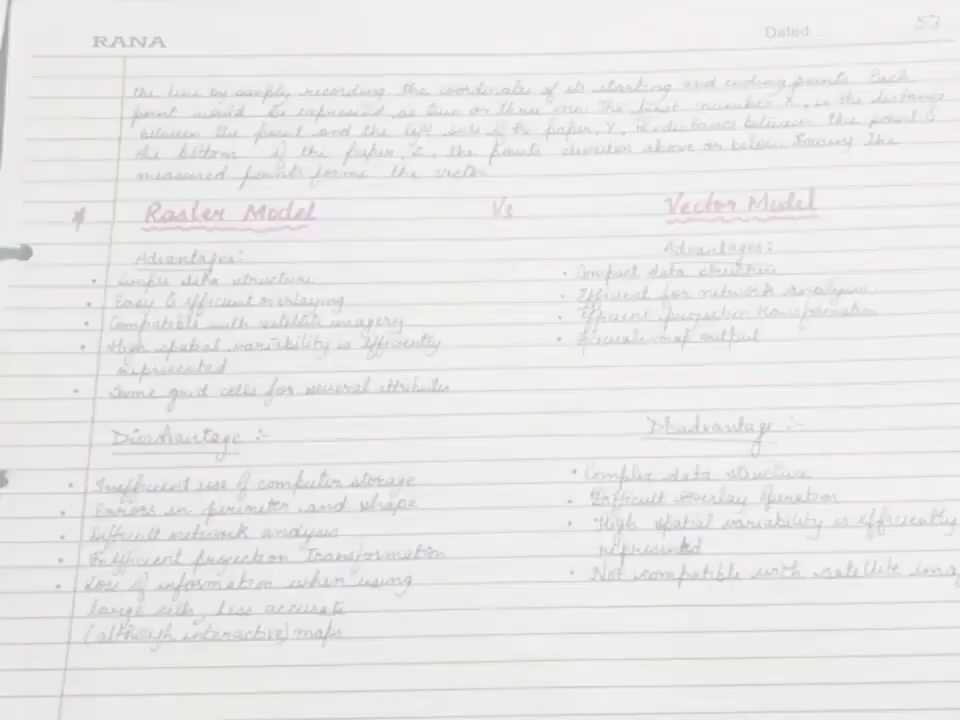 RANA
Dated
57
the line by simply recording the coordinates of its starting and ending points. Each
point would be expressed as two or three nu. The first number X, is the distance
between the point and the left side of the paper, Y, is distance between the point &
the bottom of the paper, Z, the points elevation above or below. Joining the
measured points forms the vector
* Raster Model Vs Vector Model
Advantages:
• Simple data structure
• Easy & efficient overlaying
• Compatible with satellite imagery
• High spatial variability is efficiently
represented
• Same grid cells for several attributes
Disadvantage :-
• Inefficient use of computer storage
• Errors in perimeter and shape
• Difficult network analysis
• Inefficient projection Transformation
• Loss of information when using
large cells, less accurate
(although interactive) maps
Advantages:
• Compact data structure
• Efficient for network analysis
• Efficient projection transformation
• Accurate map output
Disadvantage :-
• Complex data structure
• Difficult overlay operation
• High spatial variability is efficiently
represented
• Not compatible with satellite imag